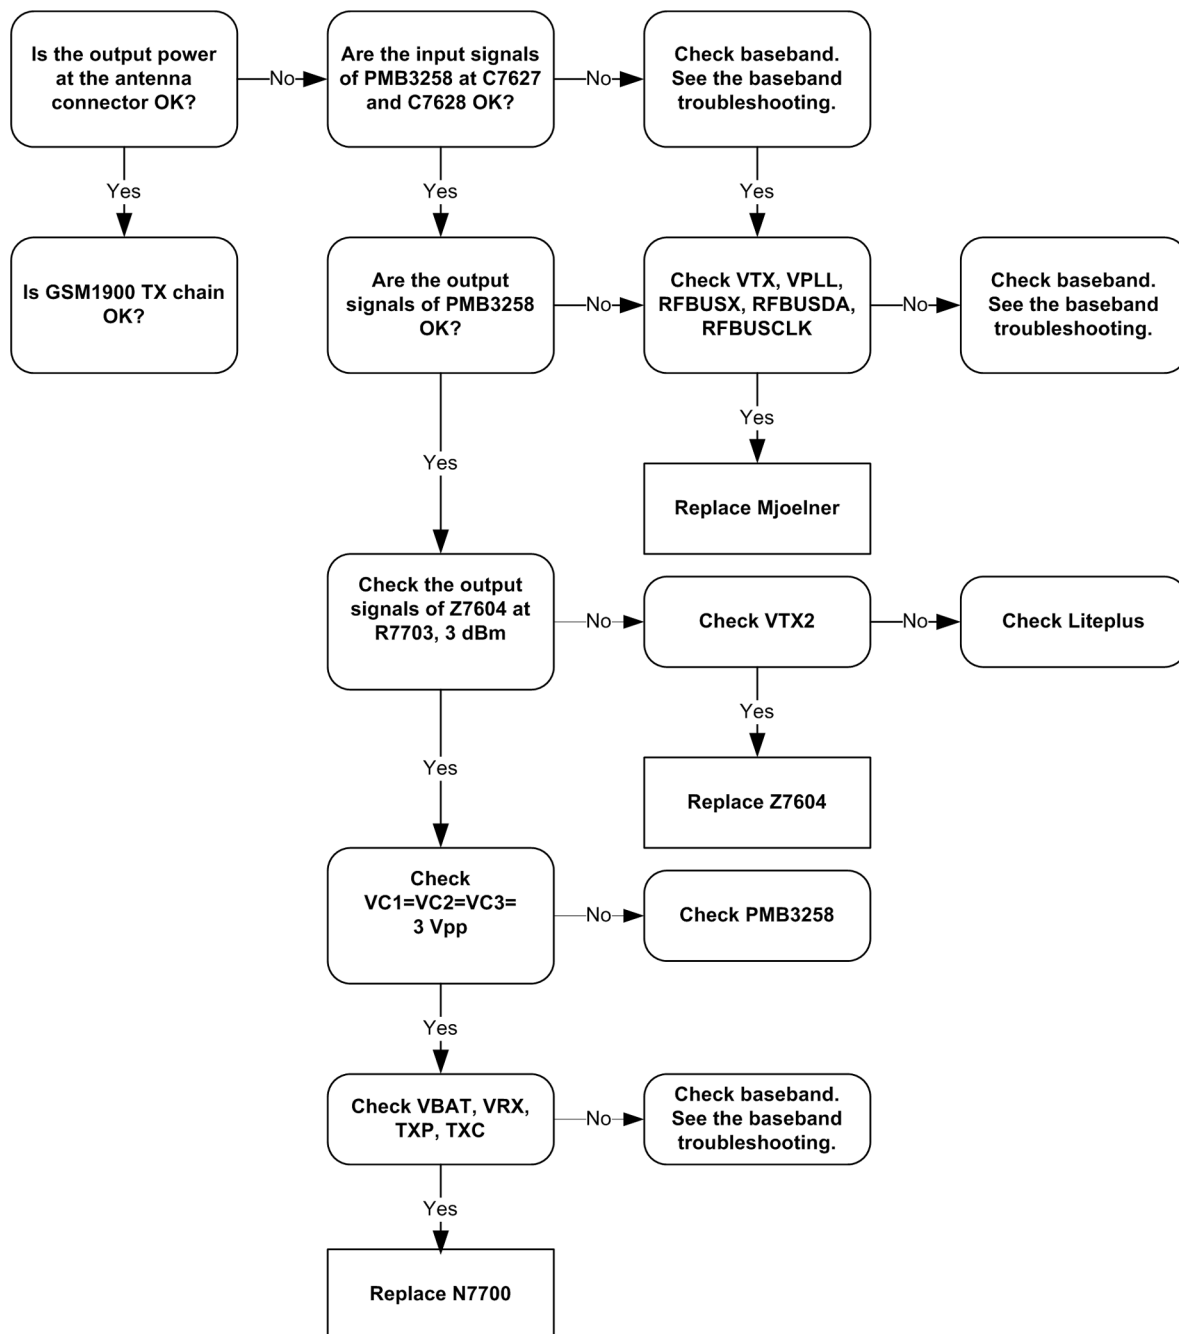 Is the output power
at the antenna
connector OK?
No
Are the input signals
of PMB3258 at C7627
and C7628 OK?
No
Check baseband.
See the baseband
troubleshooting.
Yes
Yes
Yes
Is GSM1900 TX chain
OK?
Are the output
signals of PMB3258
OK?
No
Check VTX, VPLL,
RFBUSX, RFBUSDA,
RFBUSCLK
No
Check baseband.
See the baseband
troubleshooting.
Yes
Yes
Replace Mjoelner
Check the output
signals of Z7604 at
R7703, 3 dBm
No
Check VTX2
No
Check Liteplus
Yes
Yes
Replace Z7604
Check
VC1=VC2=VC3=
3 Vpp
No
Check PMB3258
Yes
Check VBAT, VRX,
TXP, TXC
No
Check baseband.
See the baseband
troubleshooting.
Yes
Replace N7700